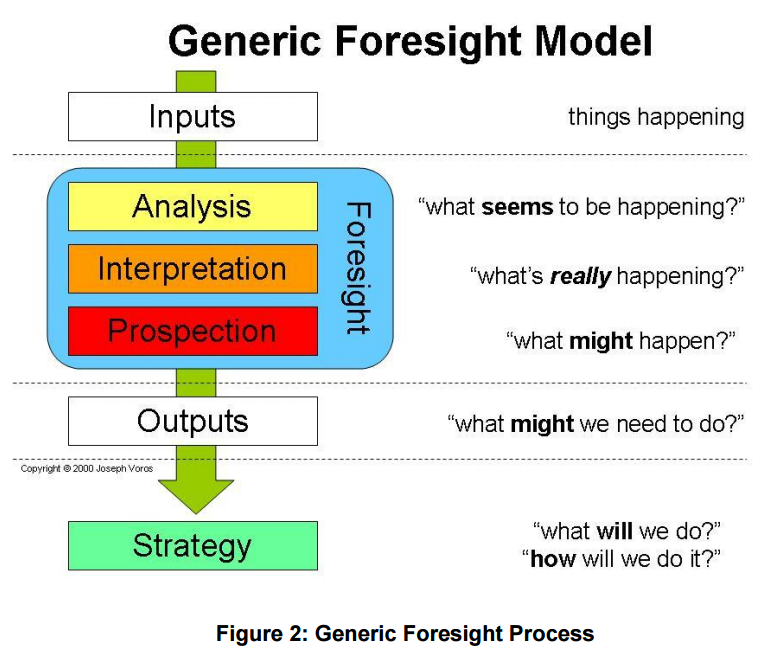 Generic Foresight Model
Inputs
things happening
Analysis
“what seems to be happening?”
Interpretation
“what’s really happening?”
Prospection
“what might happen?”
Foresight
Outputs
“what might we need to do?”
Copyright © 2000 Joseph Voros
Strategy
“what will we do?”
“how will we do it?”
Figure 2: Generic Foresight Process